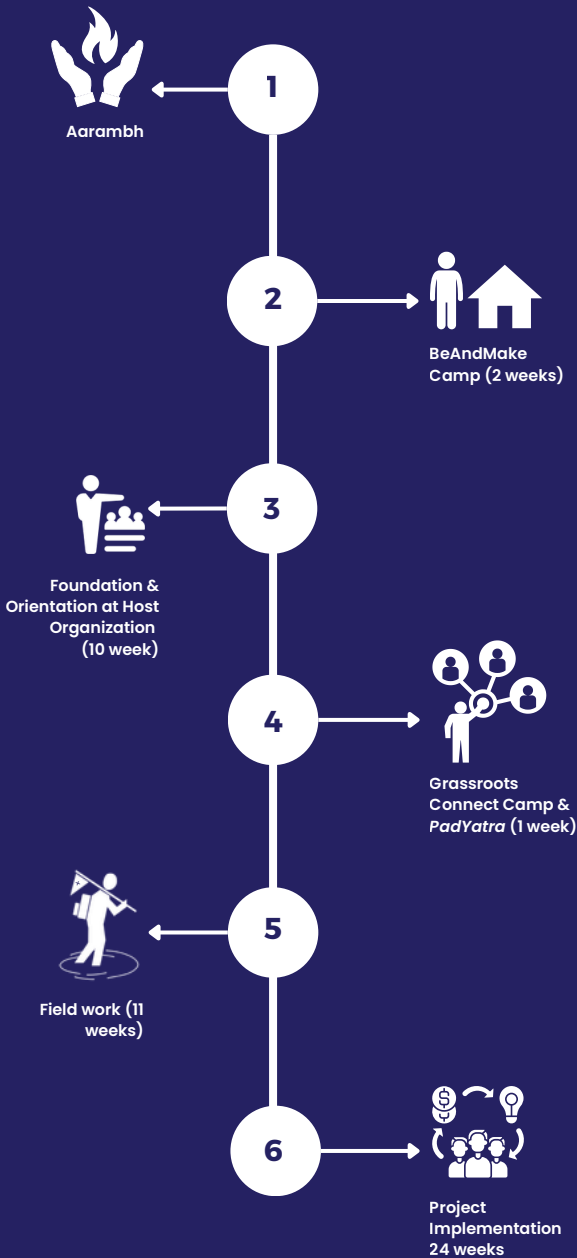 1
Aarambh
2
BeAndMake
Camp (2 weeks)
3
Foundation &
Orientation at Host
Organization
(10 week)
4
Grassroots
Connect Camp &
PadYatra (1 week)
5
Field work (11
weeks)
6
$
$
Project
Implementation
24 weeks